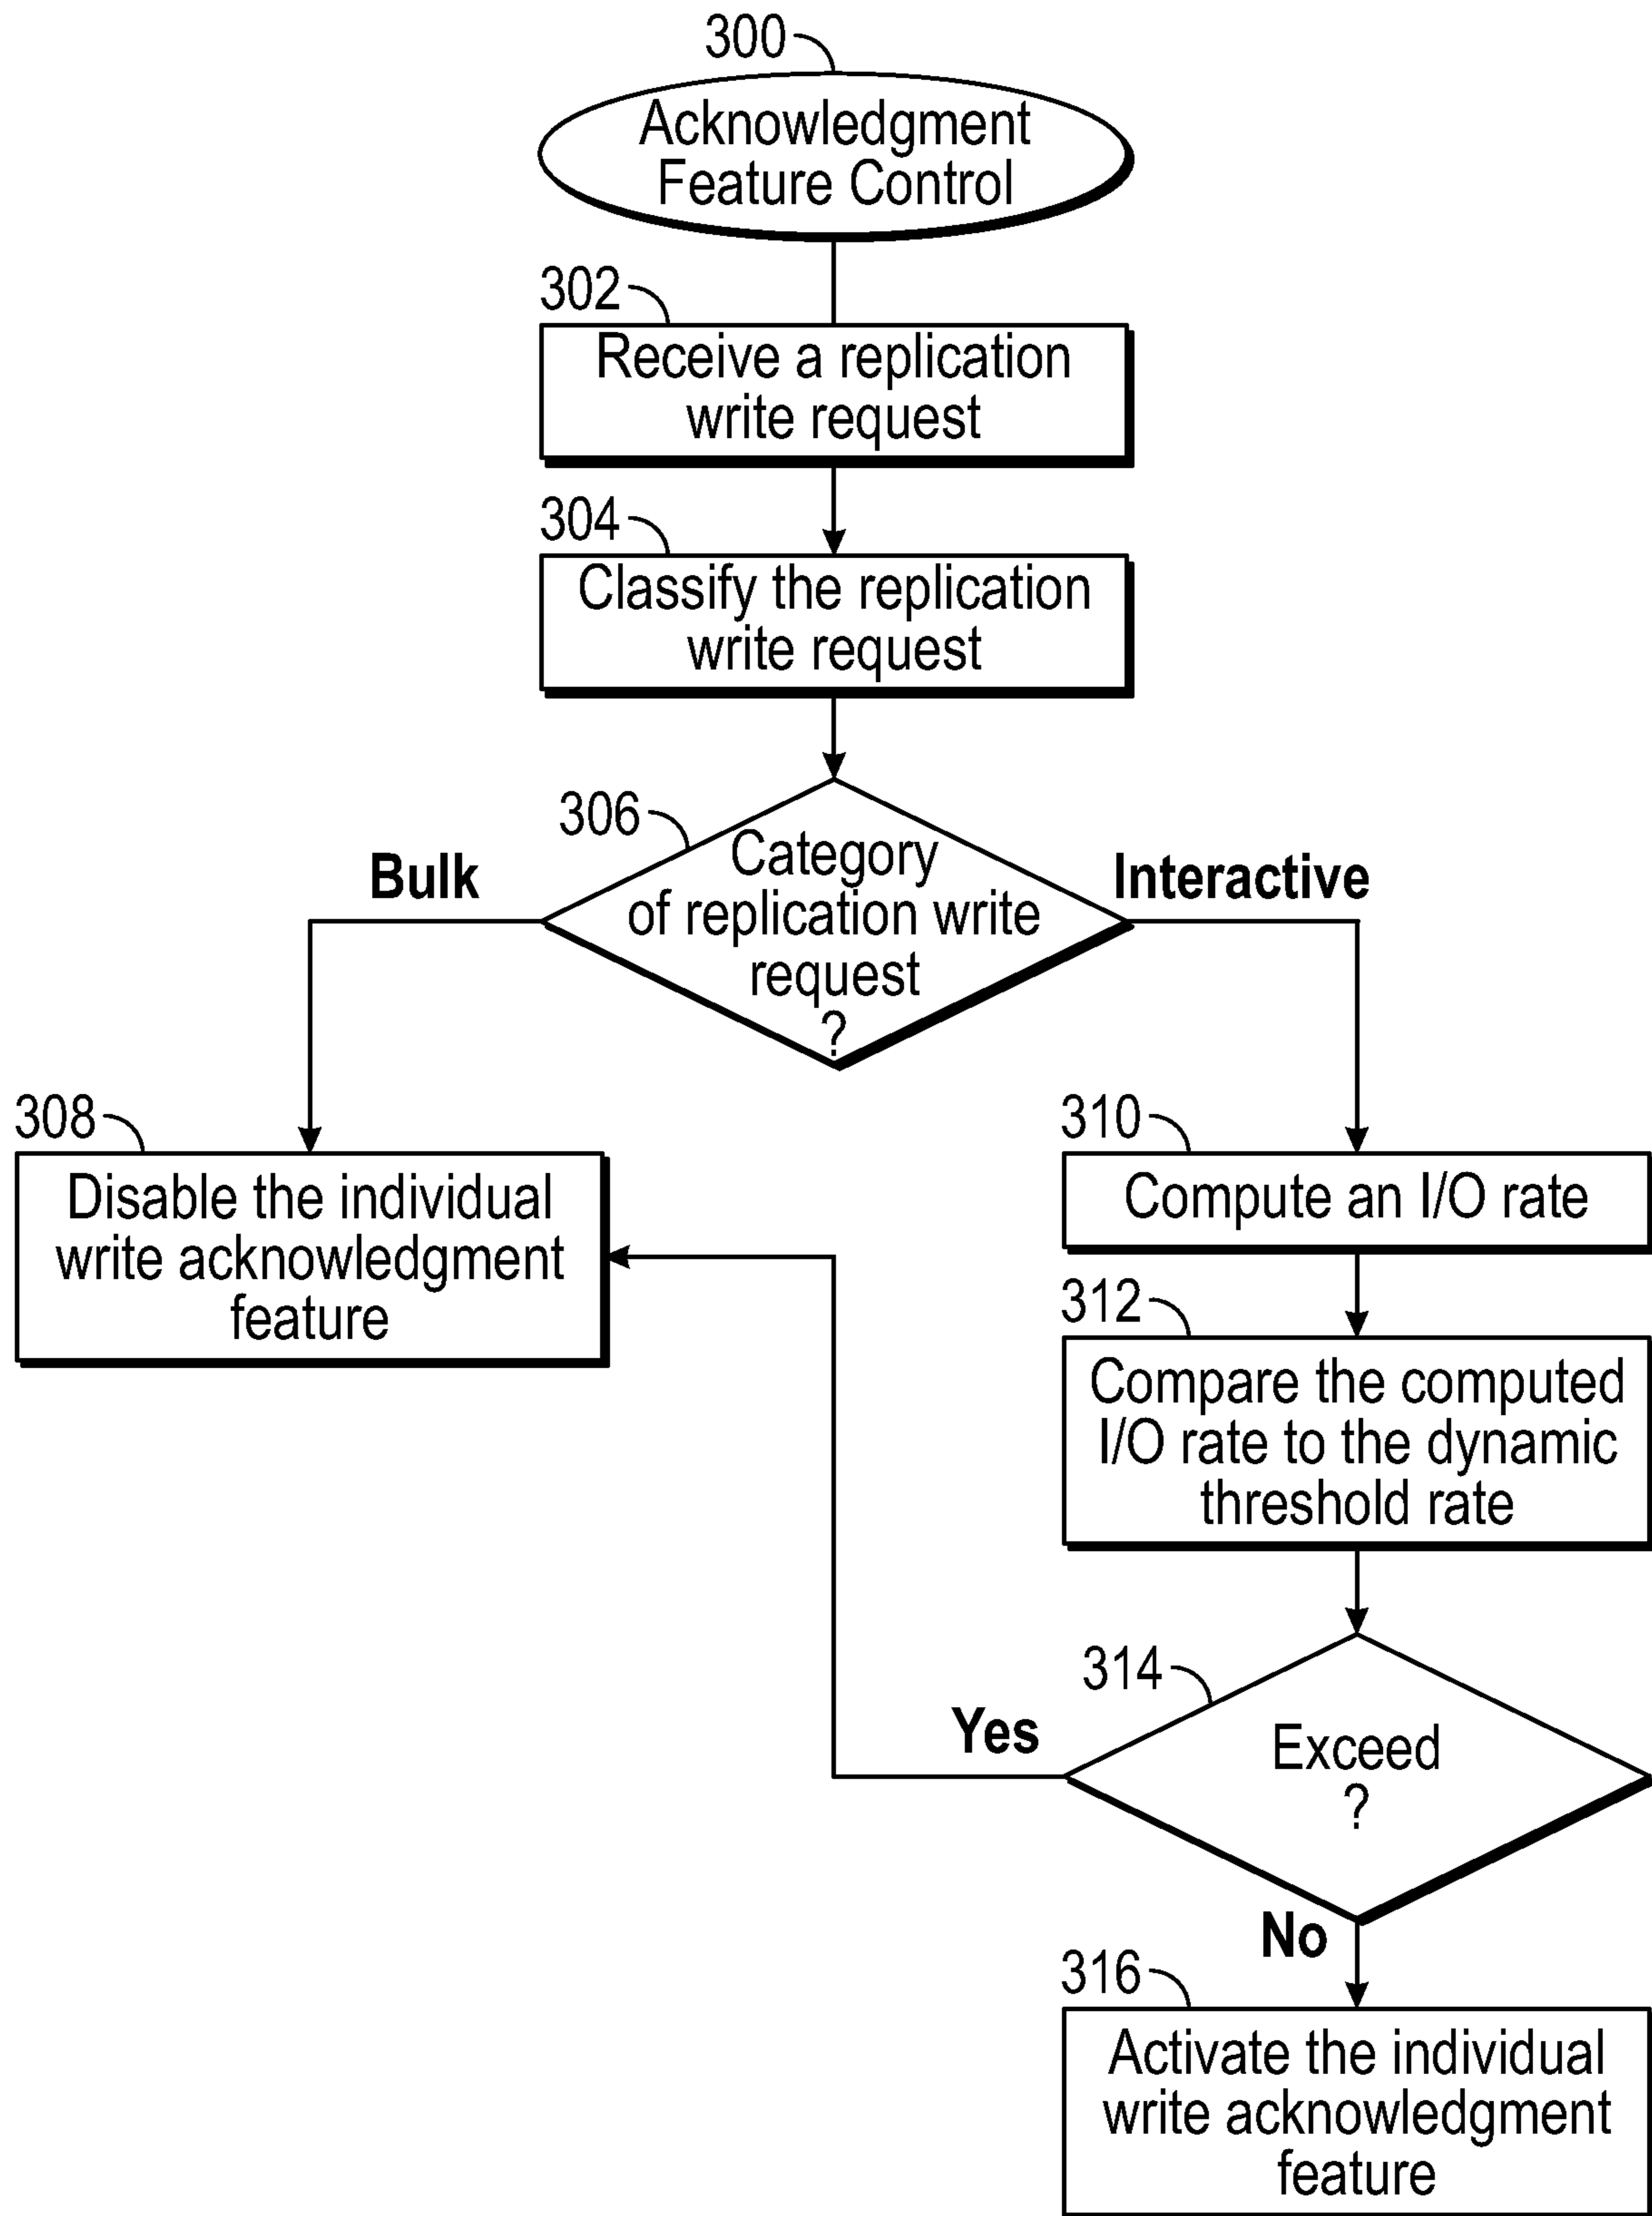 300
Acknowledgment
Feature Control
302
Receive a replication
write request
304
Classify the replication
write request
306
Category
of replication write
request
?
Bulk
Interactive
308
Disable the individual
write acknowledgment
feature
310
Compute an I/O rate
312
Compare the computed
I/O rate to the dynamic
threshold rate
314
Exceed
?
Yes
No
316
Activate the individual
write acknowledgment
feature